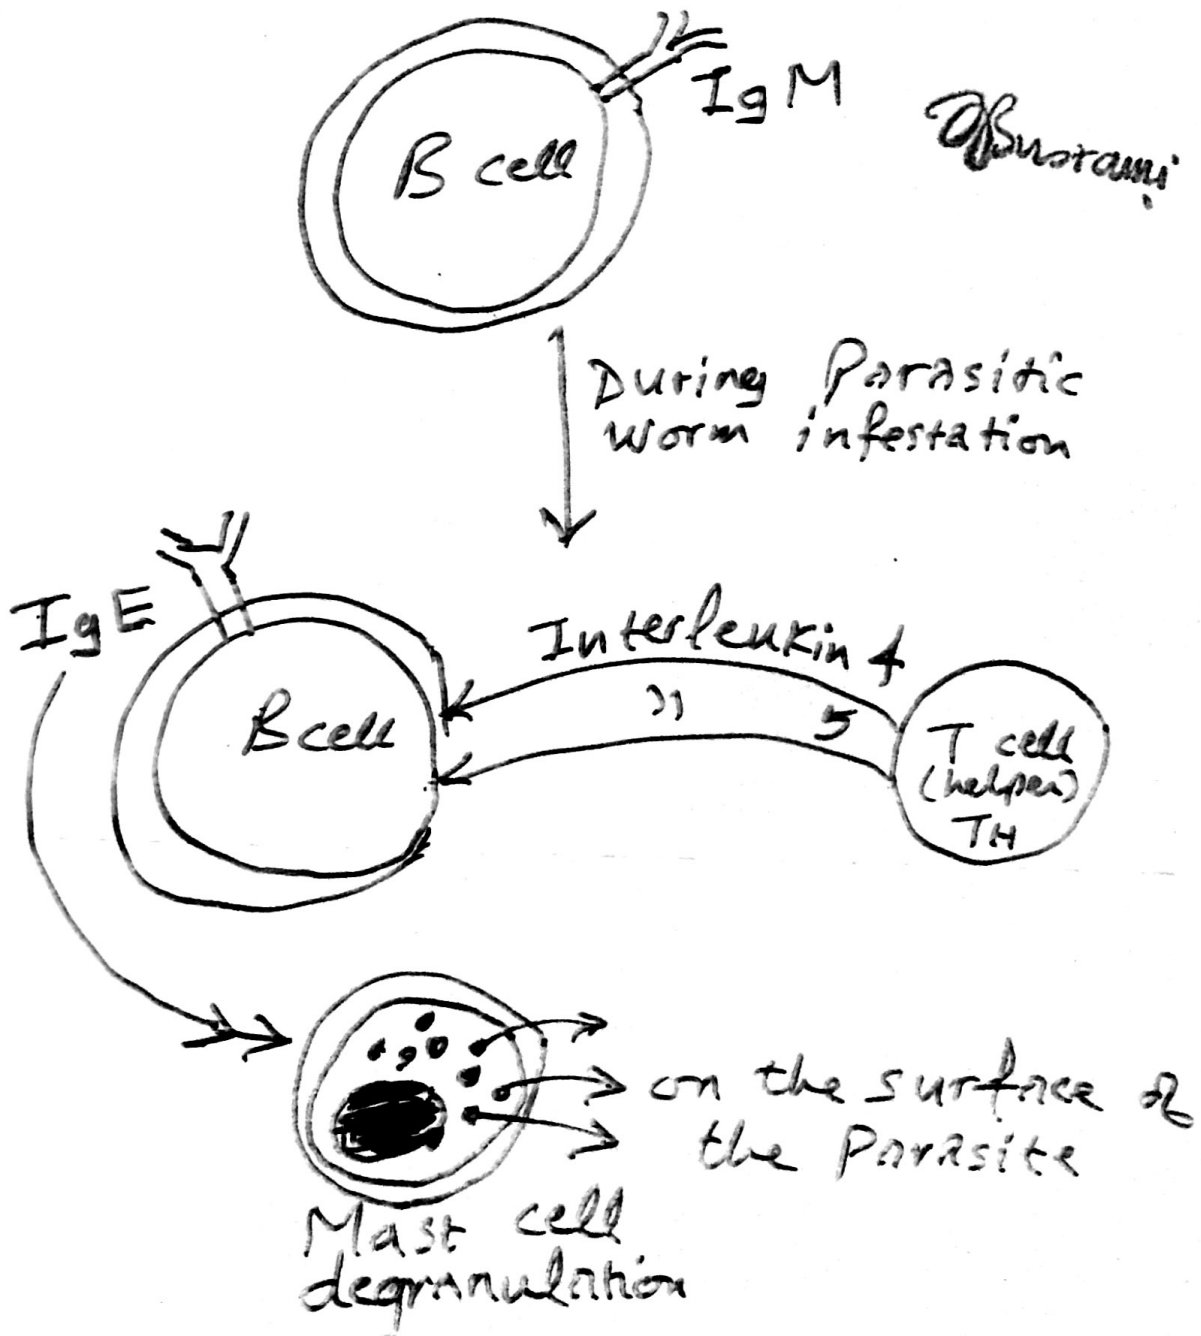 IgM
B cell
During Parasitic
worm infestation
IgE
Interleukin 4
" 5
B cell
T cell
(helper)
TH
on the surface of
the Parasite
Mast cell
degranulation